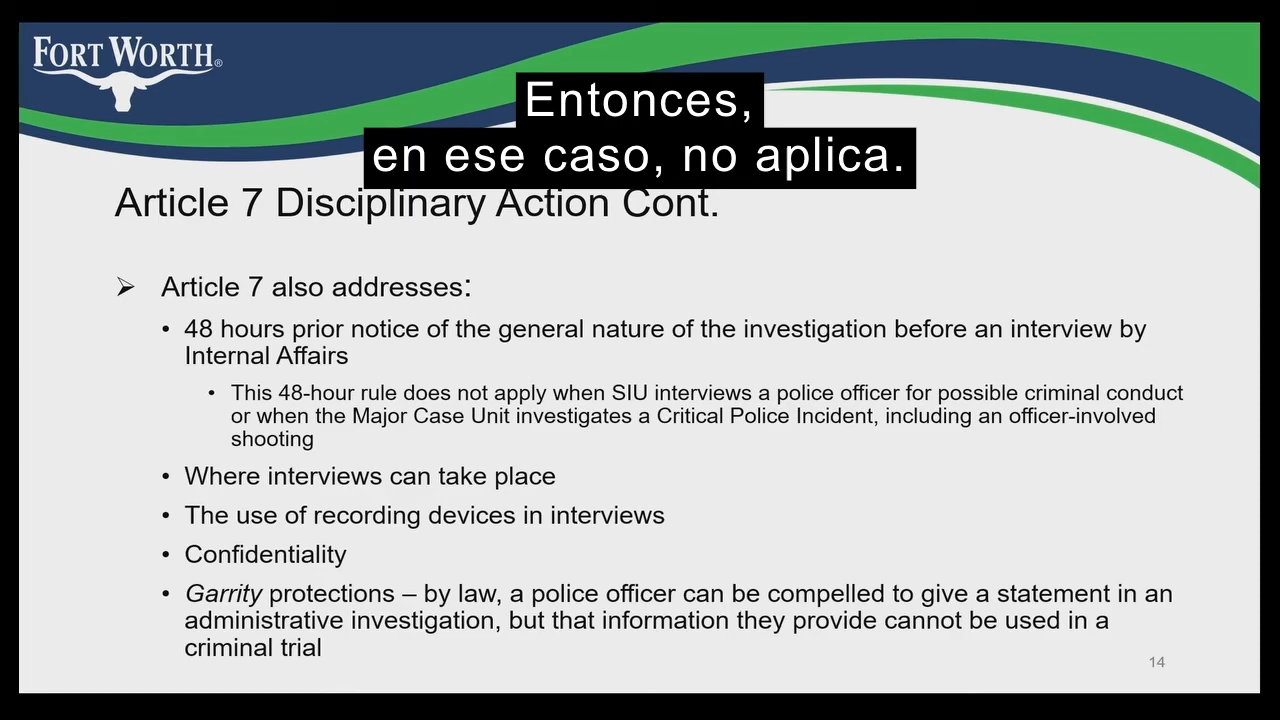 FORT WORTH®
Entonces,
en ese caso, no aplica.
Article 7 Disciplinary Action Cont.
➢ Article 7 also addresses:
• 48 hours prior notice of the general nature of the investigation before an interview by
Internal Affairs
• This 48-hour rule does not apply when SIU interviews a police officer for possible criminal conduct
or when the Major Case Unit investigates a Critical Police Incident, including an officer-involved
shooting
• Where interviews can take place
• The use of recording devices in interviews
• Confidentiality
• Garrity protections – by law, a police officer can be compelled to give a statement in an
administrative investigation, but that information they provide cannot be used in a
criminal trial
14